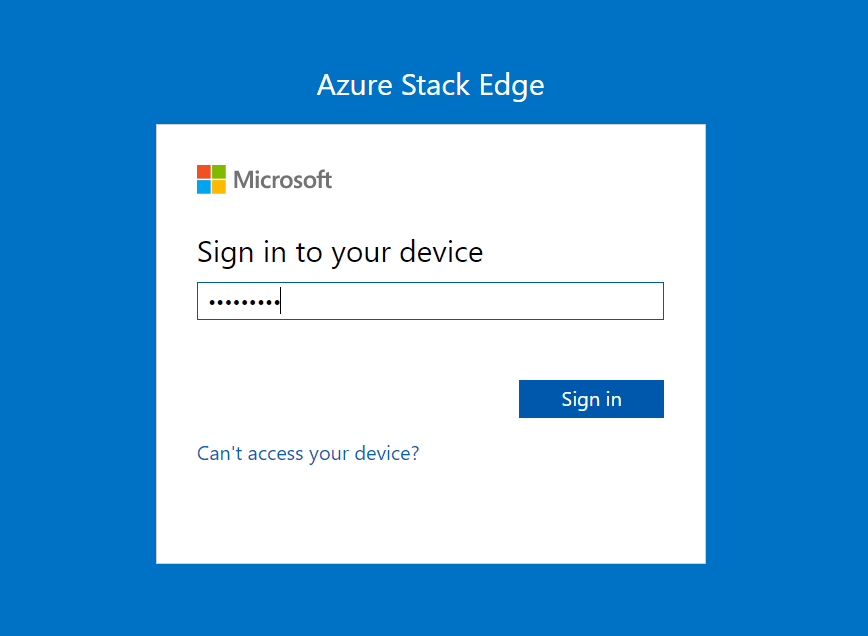 Azure Stack Edge
Microsoft
Sign in to your device
•••••••••
Sign in
Can't access your device?